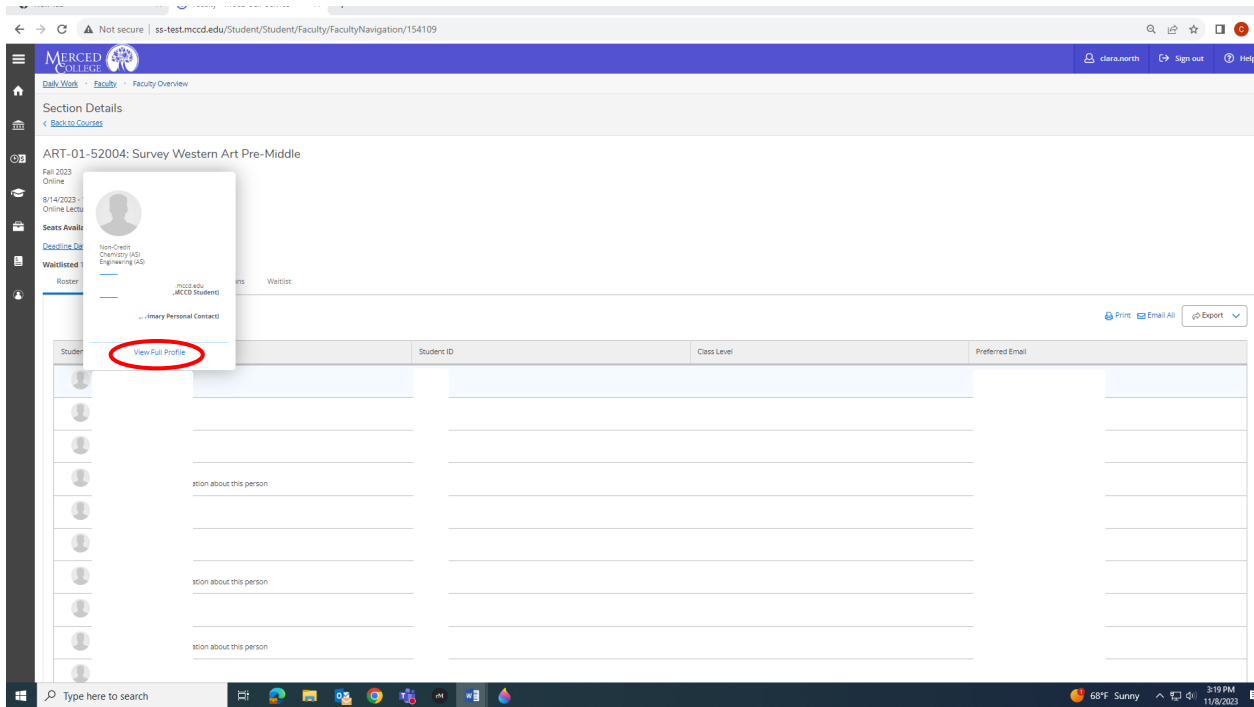 Not secure | ss-test.mccd.edu/Student/Student/Faculty/FacultyNavigation/154109
MERCED COLLEGE
clara.north Sign out Help
Daily Work · Faculty · Faculty Overview
Section Details
< Back to Courses
ART-01-52004: Survey Western Art Pre-Middle
Fall 2023
Online
8/14/2023 -
Online Lectu
Seats Availa
Deadline Da
Waitlisted
Non-Credit
Chemistry (AS)
Engineering (AS)
mccd.edu
MCCD Student)
rimary Personal Contact)
View Full Profile
Roster ns Waitlist
Print Email All Export
Studen Student ID Class Level Preferred Email
ation about this person
ation about this person
ation about this person
Type here to search
68°F Sunny 3:19 PM
11/8/2023